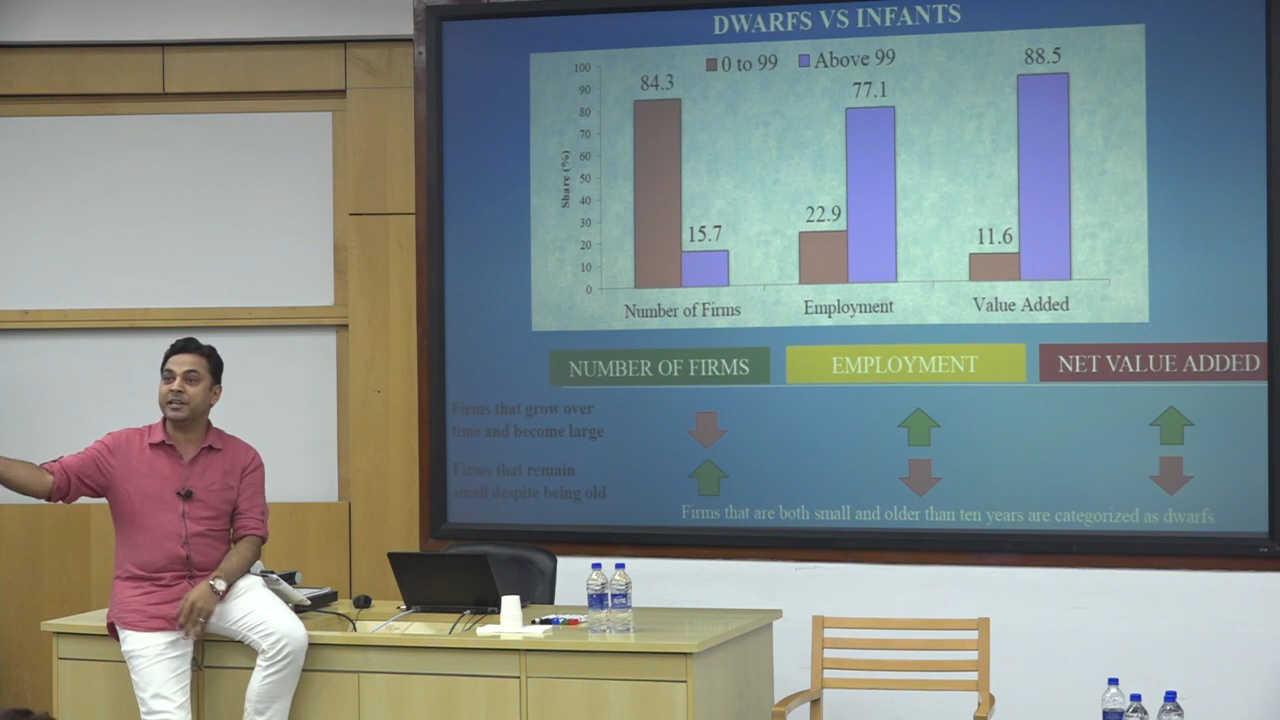 DWARFS VS INFANTS
0 to 99 Above 99
Share (%)
100
90
80
70
60
50
40
30
20
10
0
84.3
15.7
22.9
77.1
11.6
88.5
Number of Firms Employment Value Added
NUMBER OF FIRMS EMPLOYMENT NET VALUE ADDED
Firms that grow over
time and become large
Firms that remain
small despite being old
Firms that are both small and older than ten years are categorized as dwarfs